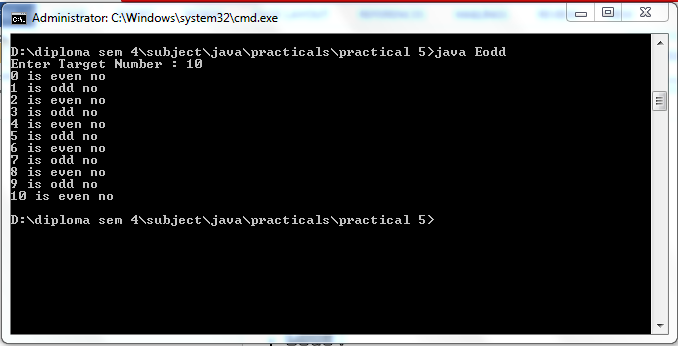 Administrator: C:\Windows\system32\cmd.exe
D:\diploma sem 4\subject\java\practicals\practical 5>java Eodd
Enter Target Number : 10
0 is even no
1 is odd no
2 is even no
3 is odd no
4 is even no
5 is odd no
6 is even no
7 is odd no
8 is even no
9 is odd no
10 is even no
D:\diploma sem 4\subject\java\practicals\practical 5>